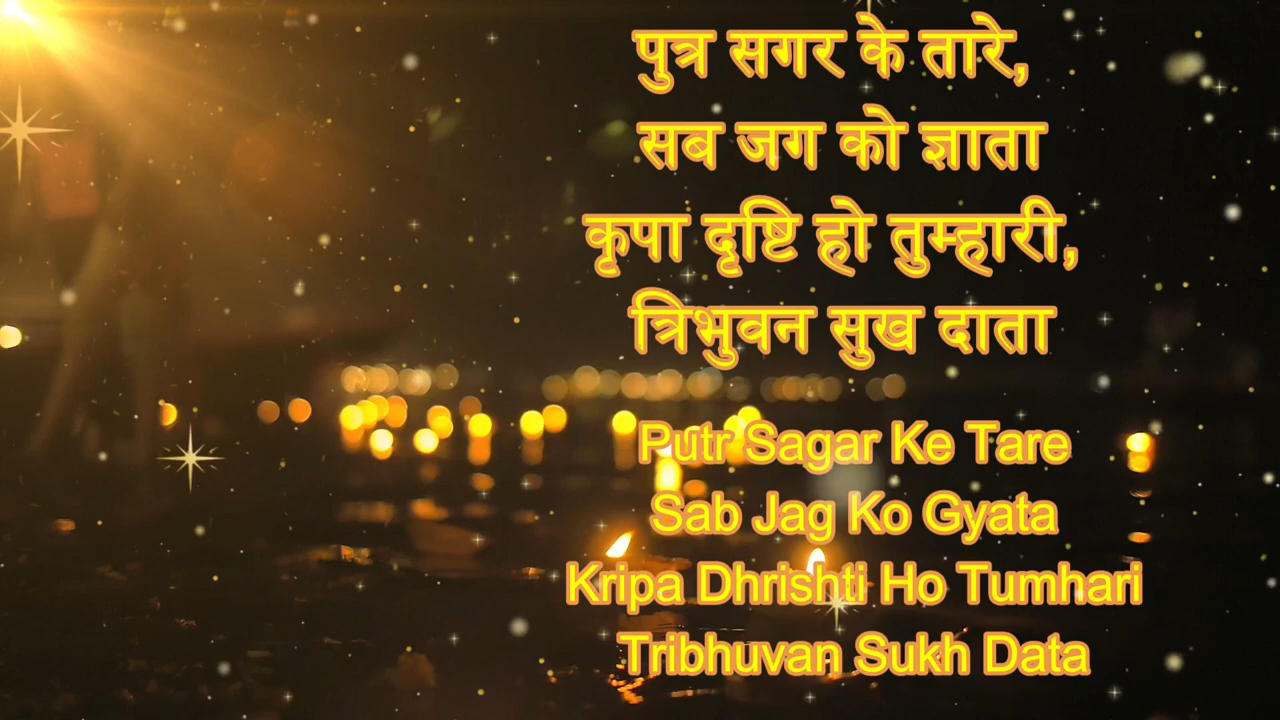 पुत्र सगर के तारे,
सब जग को ज्ञाता
कृपा दृष्टि हो तुम्हारी,
त्रिभुवन सुख दाता
Putr Sagar Ke Tare
Sab Jag Ko Gyata
Kripa Dhrishti Ho Tumhari
Tribhuvan Sukh Data